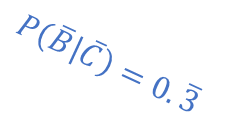 P(B̅|C̅) = 0.3̅